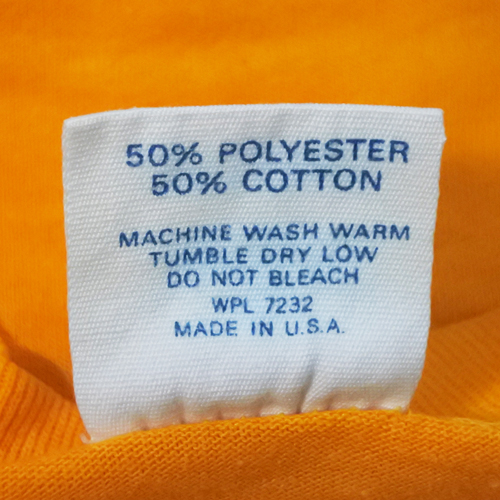 50% POLYESTER
50% COTTON
MACHINE WASH WARM
TUMBLE DRY LOW
DO NOT BLEACH
WPL 7232
MADE IN U.S.A.